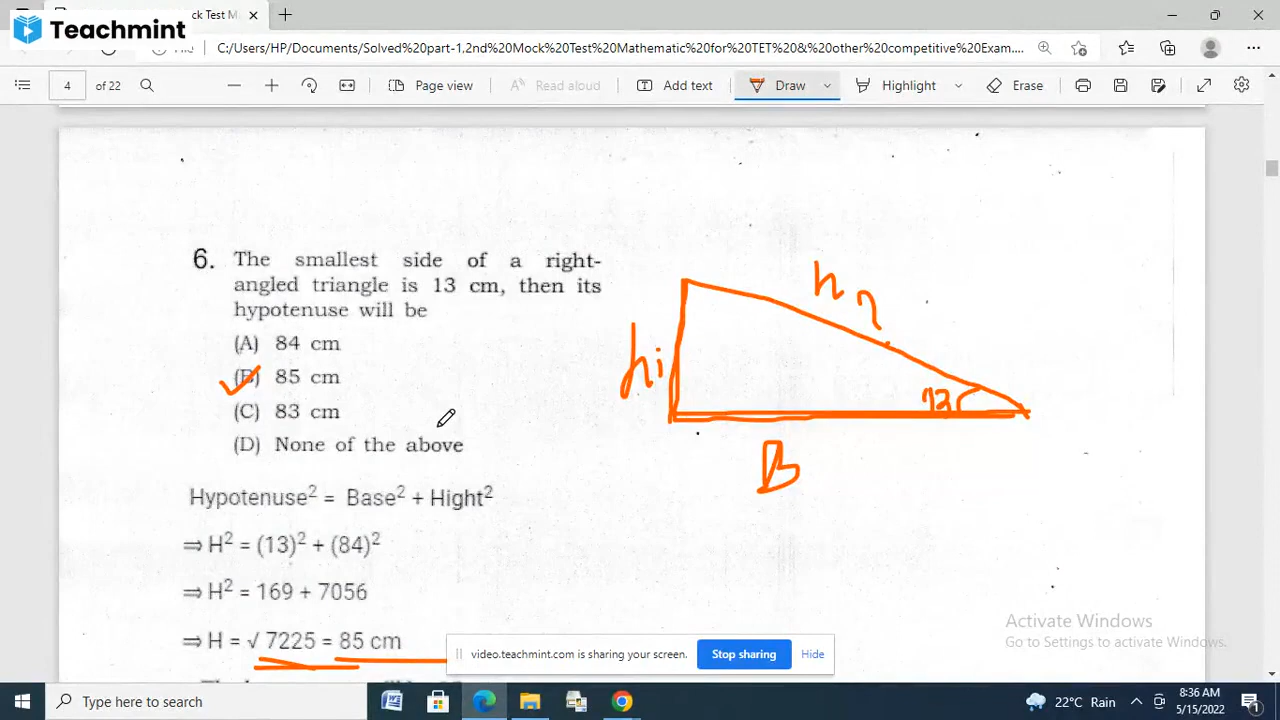 ck Test M
Teachmint
C:/Users/HP/Documents/Solved%20part-1,2nd%20Mock%20Test%20Mathematic%20for%20TET%20&%20other%20competitive%20Exam....
4 of 22
Page view
Read aloud
Add text
Draw
Highlight
Erase
6. The smallest side of a right-
angled triangle is 13 cm, then its
hypotenuse will be
(A) 84 cm
(B) 85 cm
(C) 83 cm
(D) None of the above
Hypotenuse² = Base² + Hight²
⇒ H² = (13)² + (84)²
⇒ H² = 169 + 7056
⇒ H = √ 7225 = 85 cm
hi
B
13
Activate Windows
Go to Settings to activate Windows.
video.teachmint.com is sharing your screen.
Stop sharing
Hide
Type here to search
22°C Rain
8:36 AM
5/15/2022